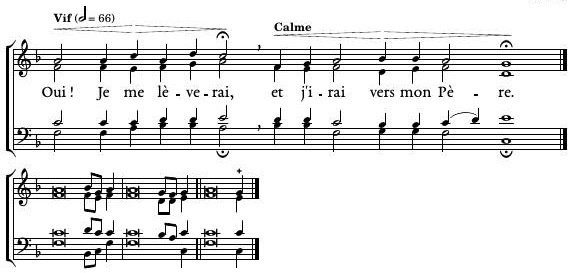 Vif (𝅗𝅥 = 66)
Calme
Oui ! Je me lè - ve - rai, et j'i - rai vers mon Pè - re.